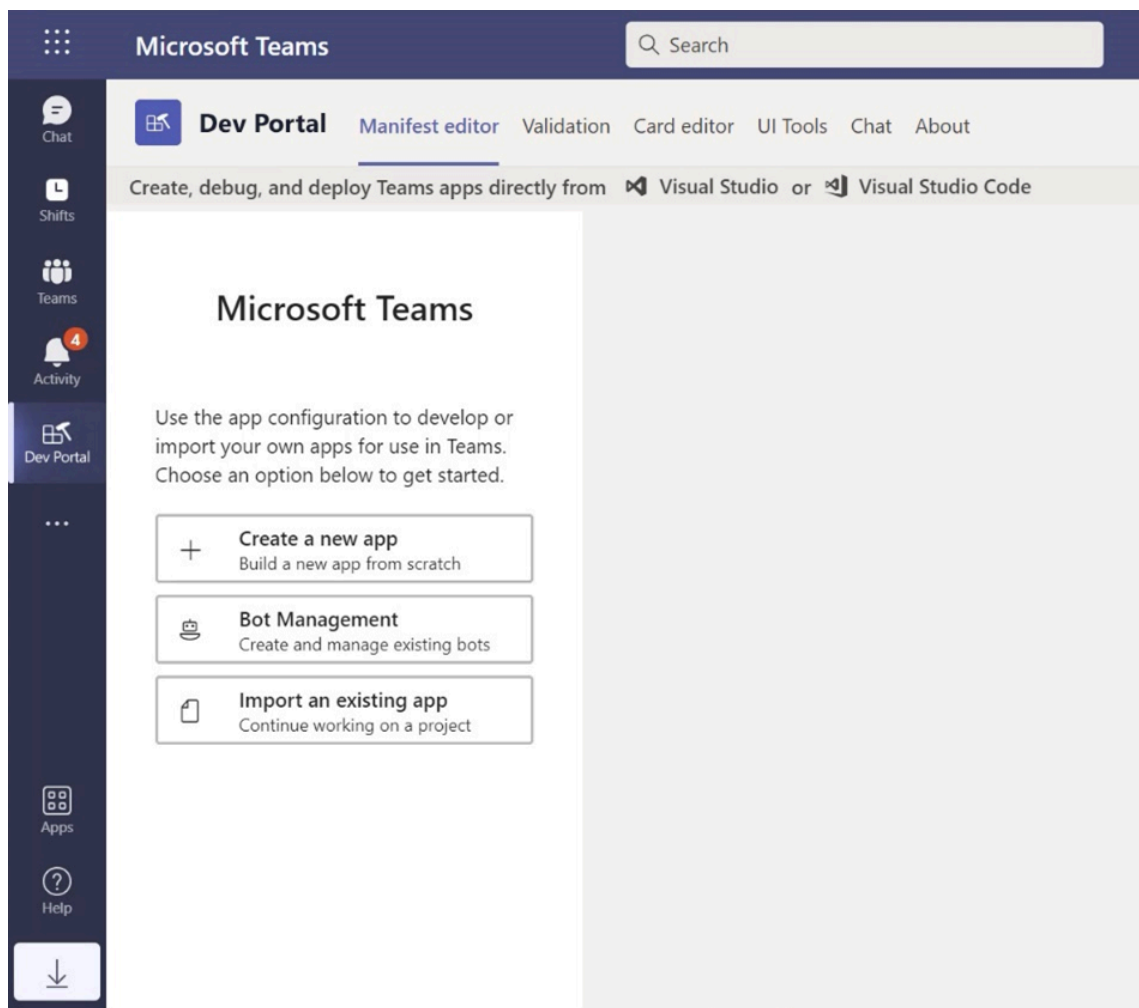 Microsoft Teams
Search
Chat
Shifts
Teams
4
Activity
Dev Portal
Apps
Help
Dev Portal Manifest editor Validation Card editor UI Tools Chat About
Create, debug, and deploy Teams apps directly from Visual Studio or Visual Studio Code
Microsoft Teams
Use the app configuration to develop or
import your own apps for use in Teams.
Choose an option below to get started.
Create a new app
Build a new app from scratch
Bot Management
Create and manage existing bots
Import an existing app
Continue working on a project